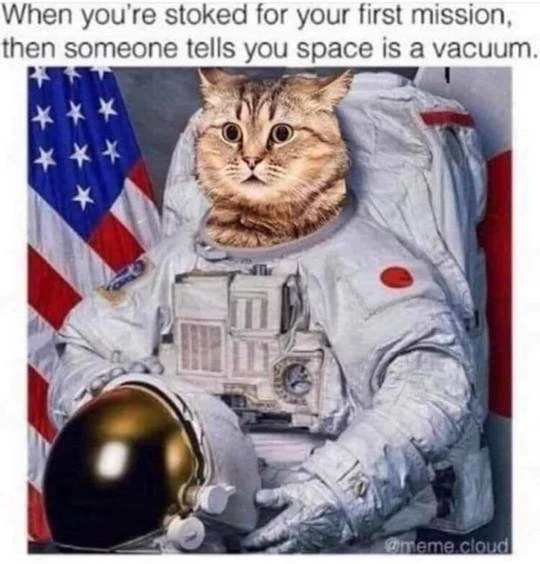 When you're stoked for your first mission,
then someone tells you space is a vacuum.
@meme.cloud